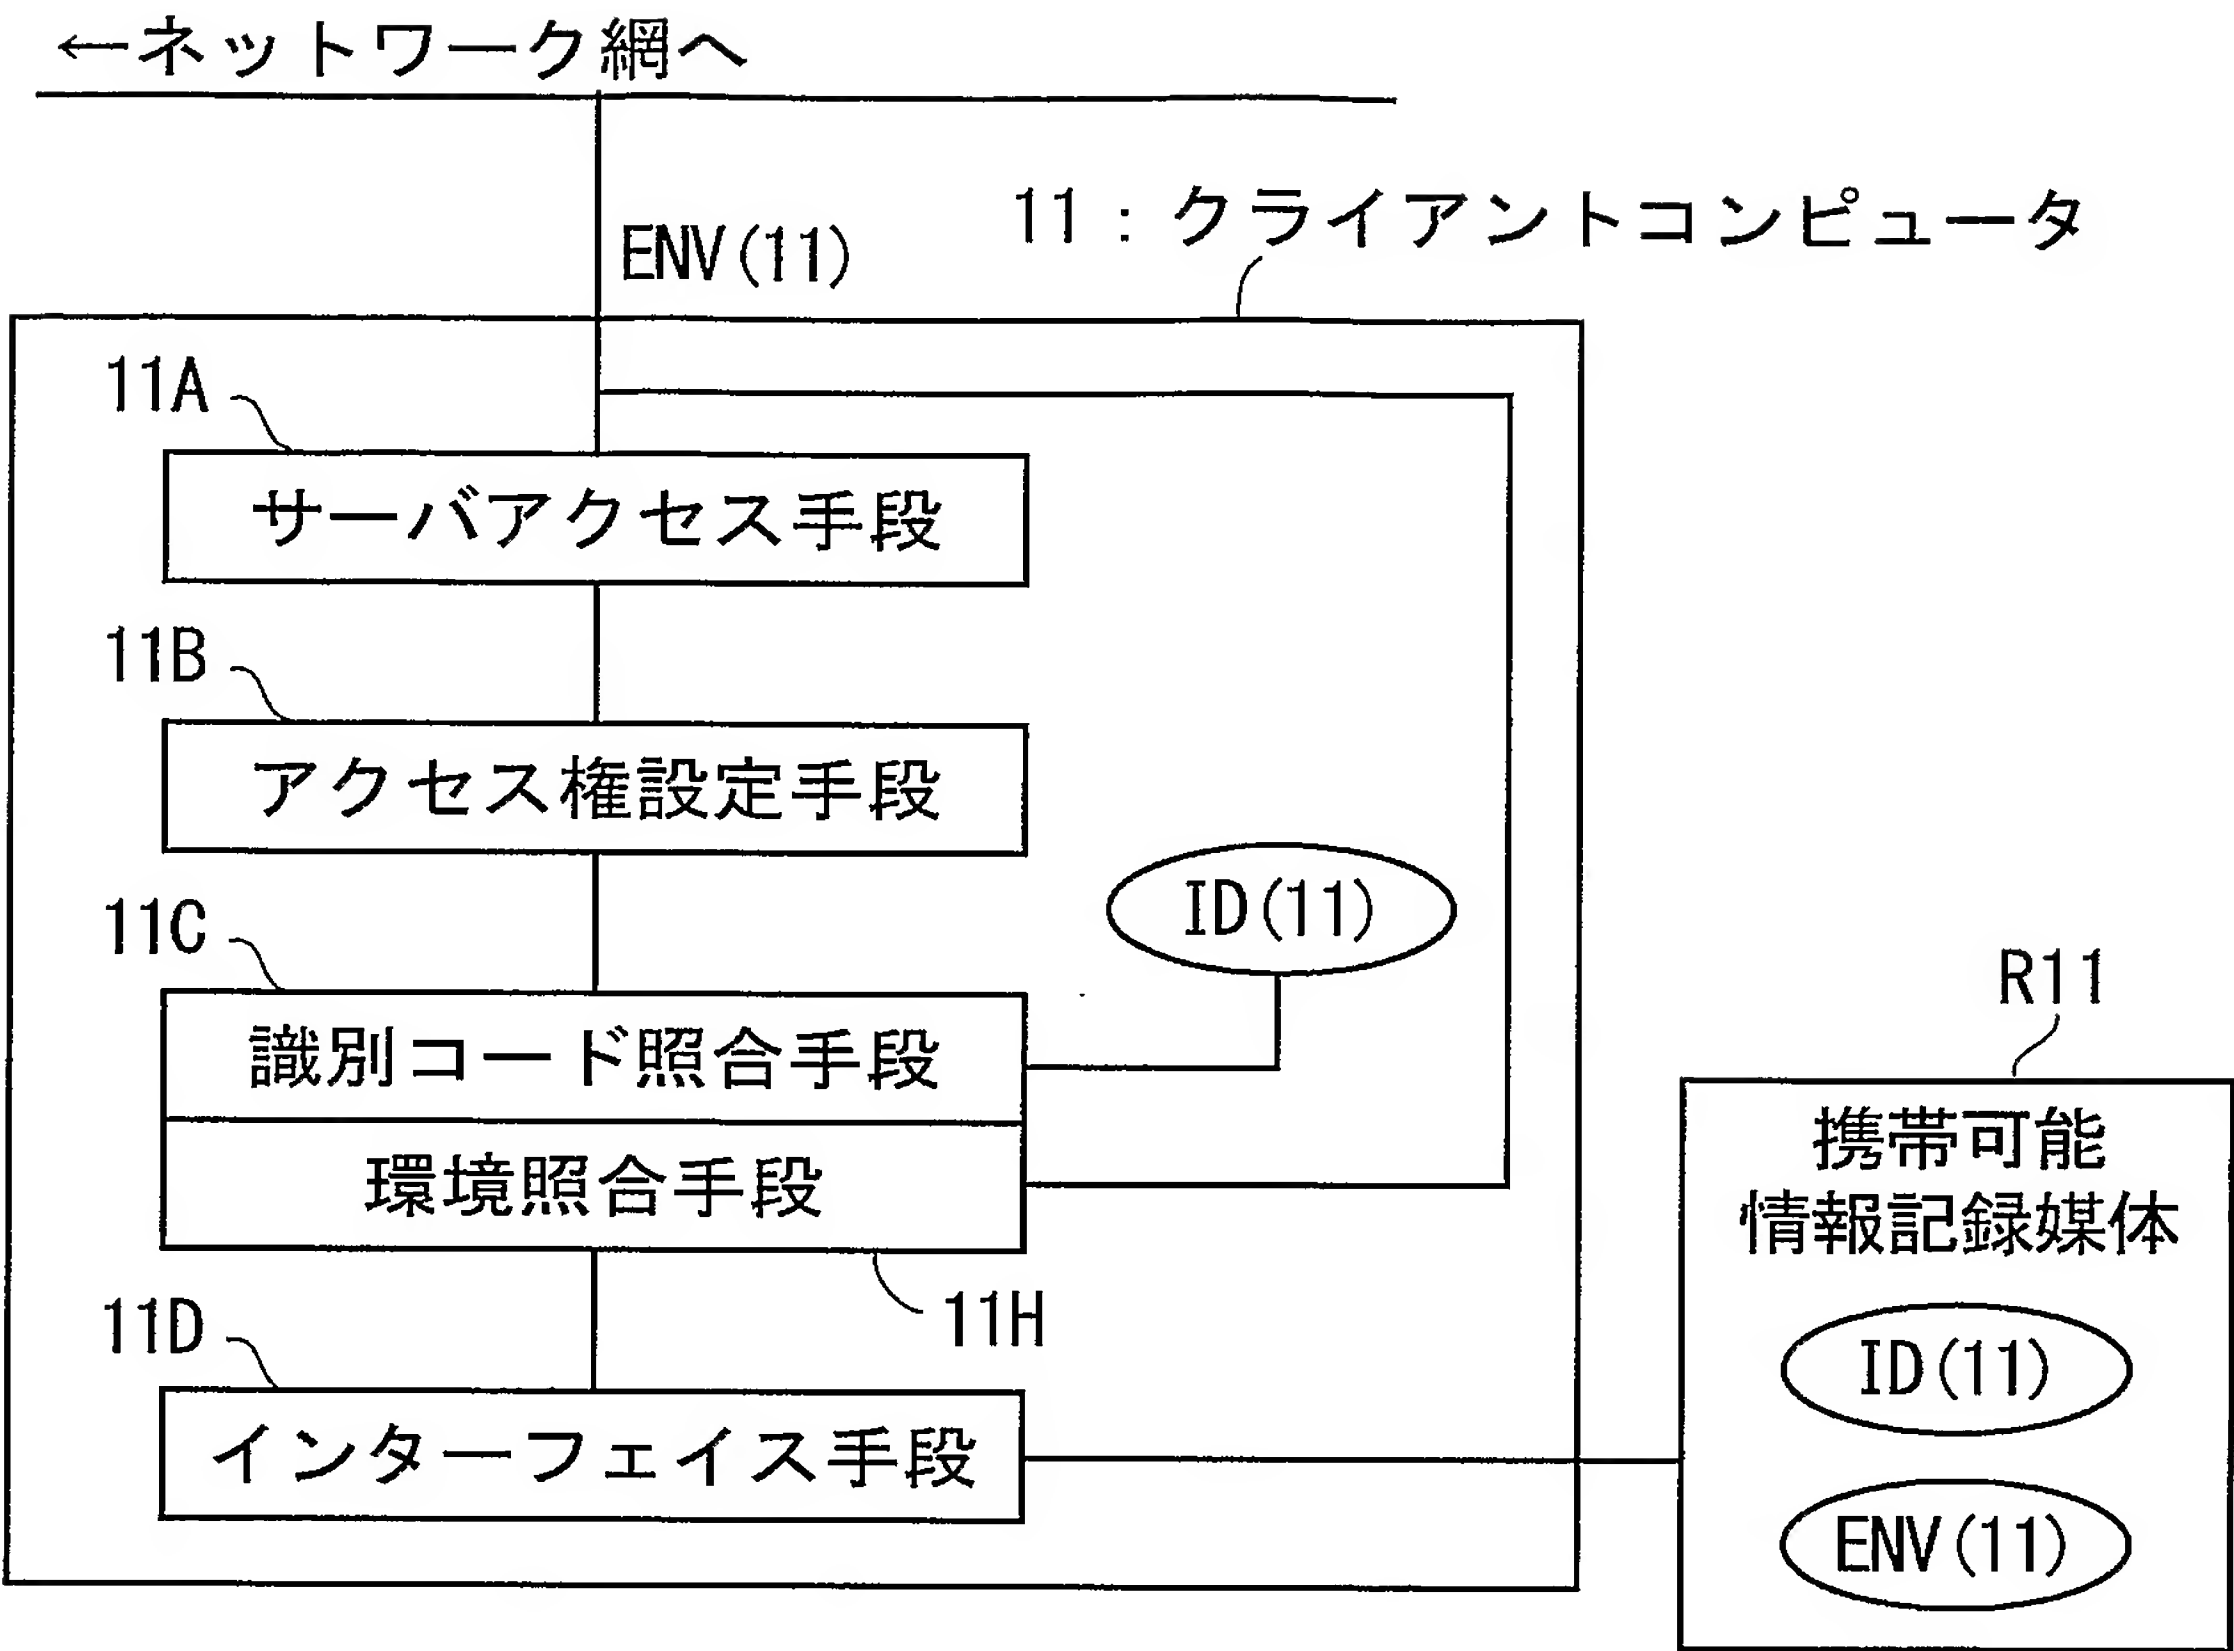 ←ネットワーク網へ
11：クライアントコンピュータ
ENV(11)
11A
サーバアクセス手段
11B
アクセス権設定手段
ID(11)
11C
識別コード照合手段
環境照合手段
11H
11D
インターフェイス手段
R11
携帯可能
情報記録媒体
ID(11)
ENV(11)